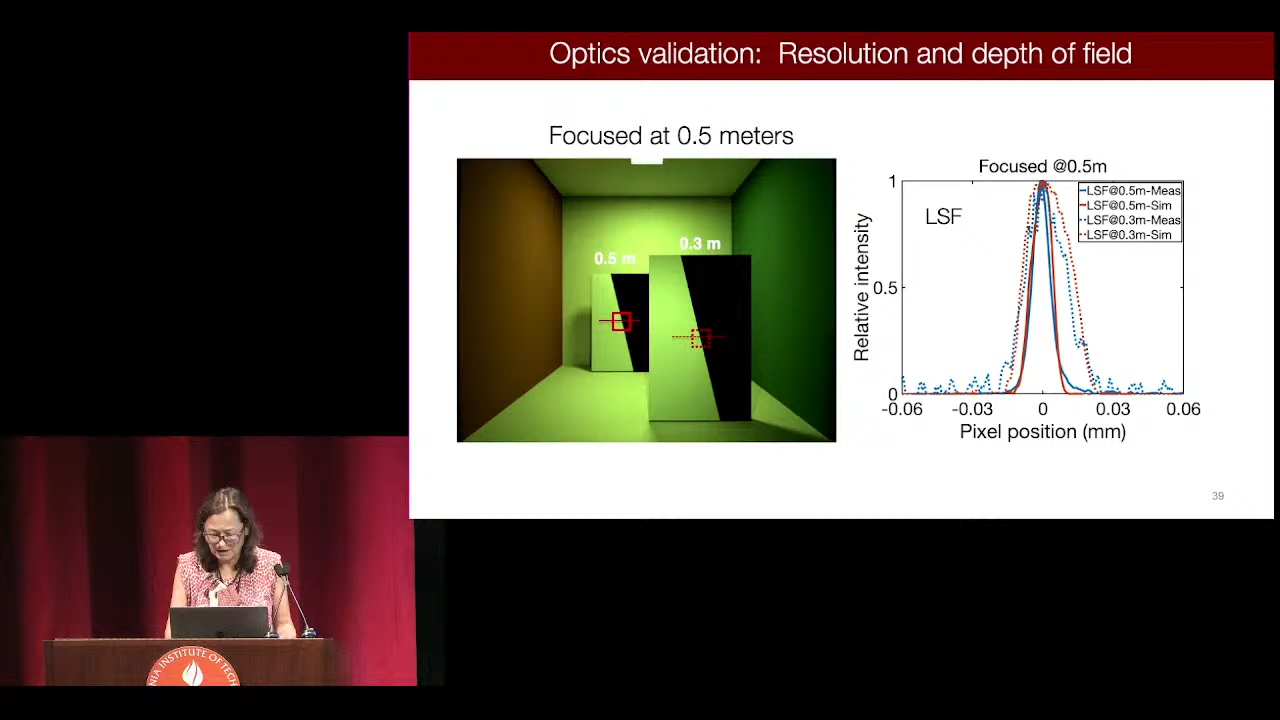 Optics validation: Resolution and depth of field
Focused at 0.5 meters
0.5 m
0.3 m
Focused @0.5m
LSF
LSF@0.5m-Meas
LSF@0.5m-Sim
LSF@0.3m-Meas
LSF@0.3m-Sim
Relative intensity
1
0.5
0
-0.06
-0.03
0
0.03
0.06
Pixel position (mm)
39
NIA INSTITUTE OF TECH